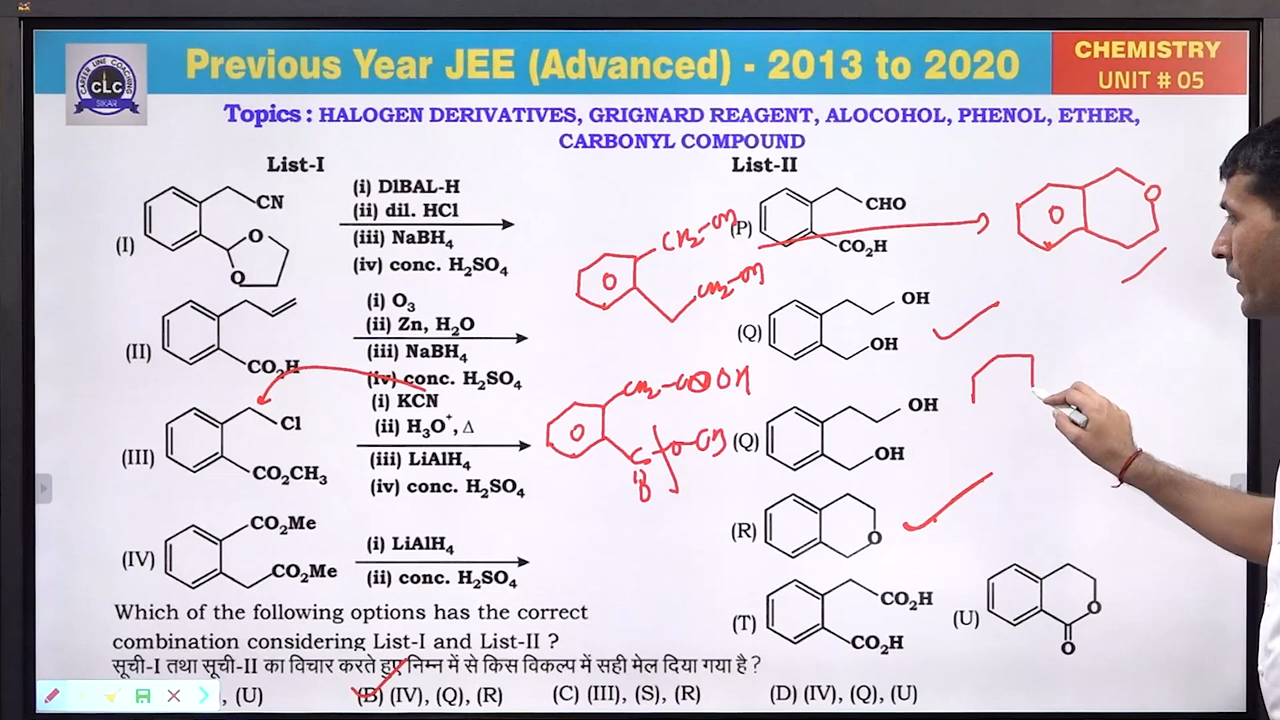 Previous Year JEE (Advanced) - 2013 to 2020
CHEMISTRY
UNIT # 05
CAREER LINE COACHING
CLC
SIKAR
Topics : HALOGEN DERIVATIVES, GRIGNARD REAGENT, ALOCOHOL, PHENOL, ETHER,
CARBONYL COMPOUND
List-I
List-II
(I)
CN
O
O
(i) DIBAL-H
(ii) dil. HCl
(iii) NaBH₄
(iv) conc. H₂SO₄
(P)
CHO
CO₂H
O
(II)
CO₂H
(i) O₃
(ii) Zn, H₂O
(iii) NaBH₄
(iv) conc. H₂SO₄
(Q)
OH
OH
(III)
Cl
CO₂CH₃
(i) KCN
(ii) H₃O⁺, Δ
(iii) LiAlH₄
(iv) conc. H₂SO₄
(Q)
OH
OH
(R)
O
(IV)
CO₂Me
CO₂Me
(i) LiAlH₄
(ii) conc. H₂SO₄
(T)
CO₂H
CO₂H
(U)
O
O
Which of the following options has the correct
combination considering List-I and List-II ?
सूची-I तथा सूची-II का विचार करते हुए निम्न में से किस विकल्प में सही मेल दिया गया है ?
, (U)
(B) (IV), (Q), (R)
(C) (III), (S), (R)
(D) (IV), (Q), (U)